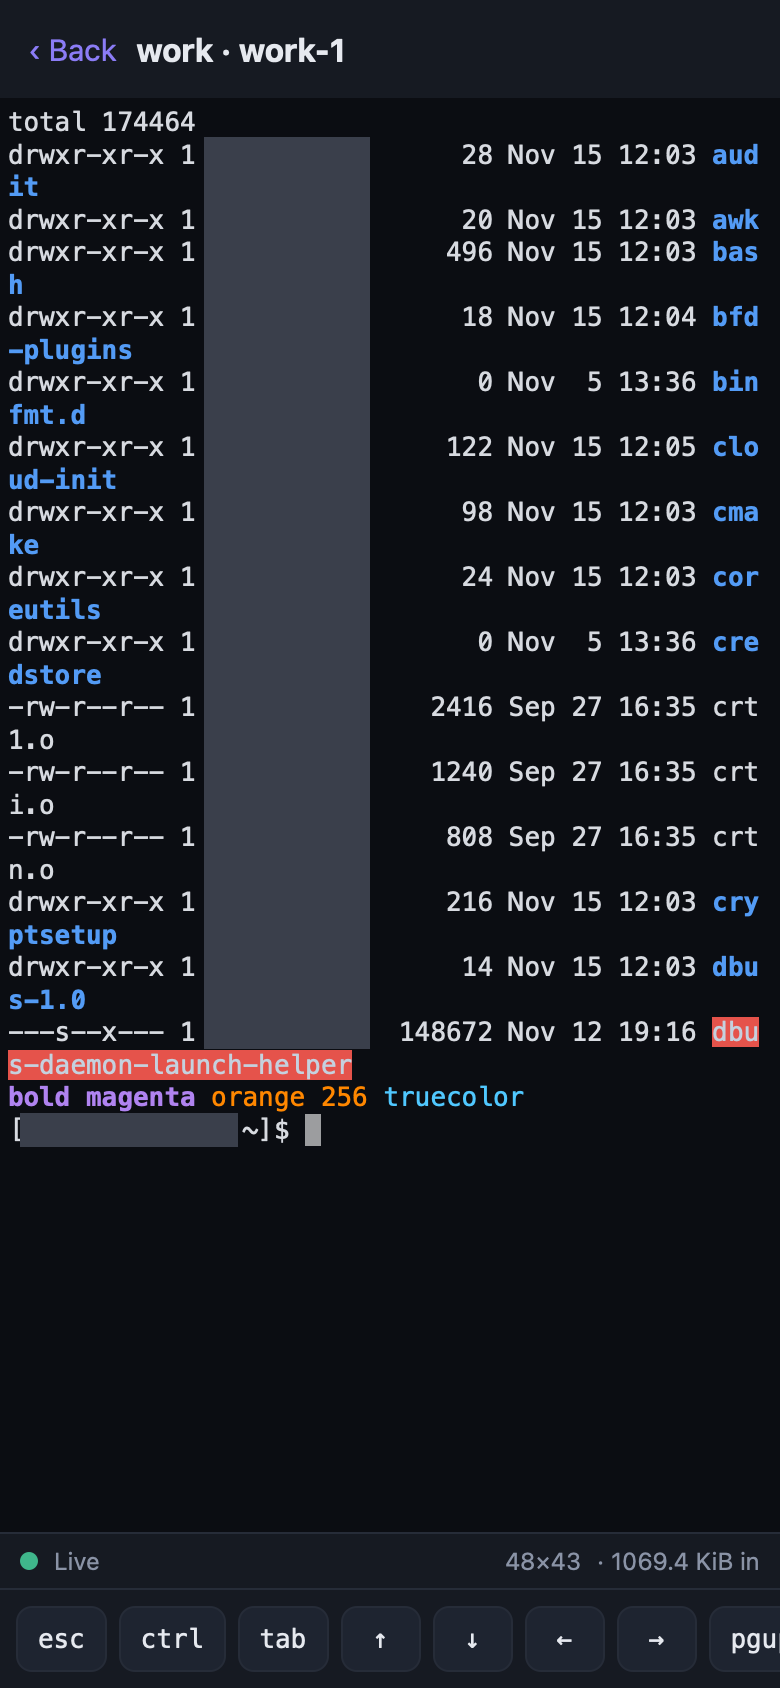 ‹ Back work · work-1
total 174464
drwxr-xr-x 1 28 Nov 15 12:03 aud
it
drwxr-xr-x 1 20 Nov 15 12:03 awk
drwxr-xr-x 1 496 Nov 15 12:03 bas
h
drwxr-xr-x 1 18 Nov 15 12:04 bfd
-plugins
drwxr-xr-x 1 0 Nov  5 13:36 bin
fmt.d
drwxr-xr-x 1 122 Nov 15 12:05 clo
ud-init
drwxr-xr-x 1 98 Nov 15 12:03 cma
ke
drwxr-xr-x 1 24 Nov 15 12:03 cor
eutils
drwxr-xr-x 1 0 Nov  5 13:36 cre
dstore
-rw-r--r-- 1 2416 Sep 27 16:35 crt
1.o
-rw-r--r-- 1 1240 Sep 27 16:35 crt
i.o
-rw-r--r-- 1 808 Sep 27 16:35 crt
n.o
drwxr-xr-x 1 216 Nov 15 12:03 cry
ptsetup
drwxr-xr-x 1 14 Nov 15 12:03 dbu
s-1.0
---s--x--- 1 148672 Nov 12 19:16 dbu
s-daemon-launch-helper
bold magenta orange 256 truecolor
[ ~]$
Live 48×43 · 1069.4 KiB in
esc ctrl tab ↑ ↓ ← → pgu